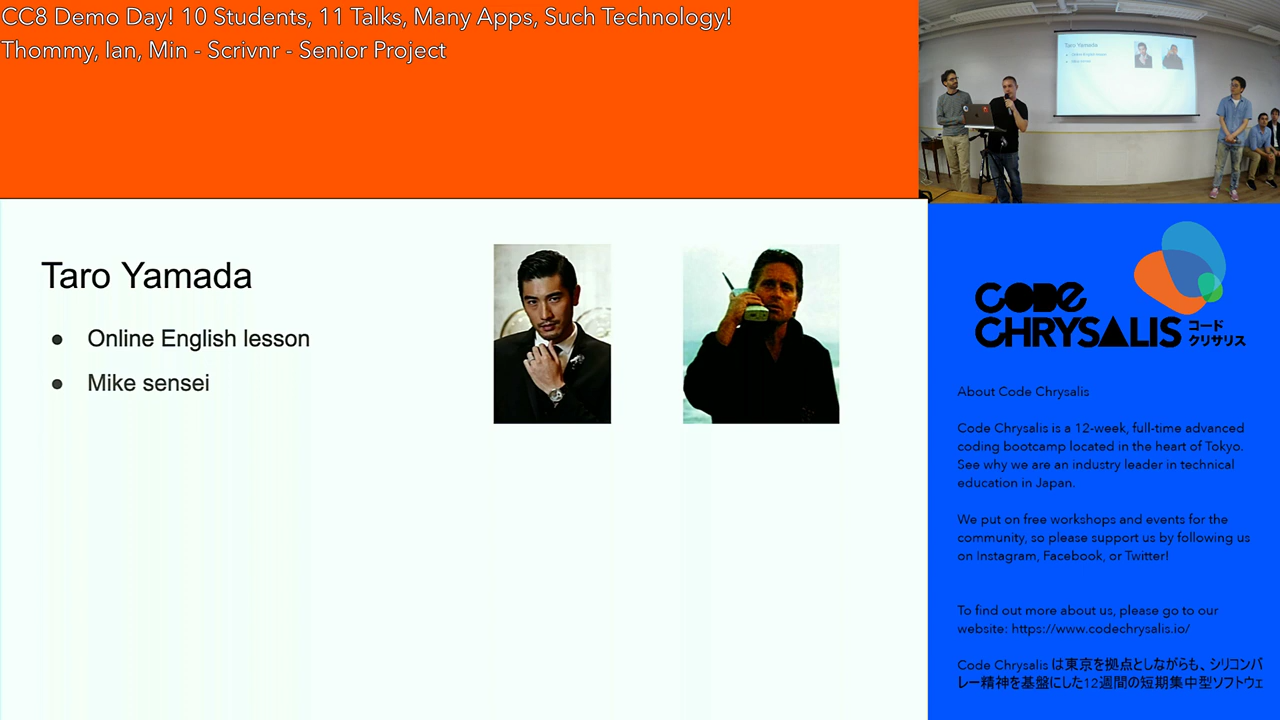 CC8 Demo Day! 10 Students, 11 Talks, Many Apps, Such Technology!
Thommy, Ian, Min - Scrivnr - Senior Project
Taro Yamada
Taro Yamada
● Online English lesson
● Mike sensei
CODE
CHRYSALIS コード
クリサリス
About Code Chrysalis
Code Chrysalis is a 12-week, full-time advanced
coding bootcamp located in the heart of Tokyo.
See why we are an industry leader in technical
education in Japan.
We put on free workshops and events for the
community, so please support us by following us
on Instagram, Facebook, or Twitter!
To find out more about us, please go to our
website: https://www.codechrysalis.io/
Code Chrysalis は東京を拠点としながらも、シリコンバ
レー精神を基盤にした12週間の短期集中型ソフトウェ